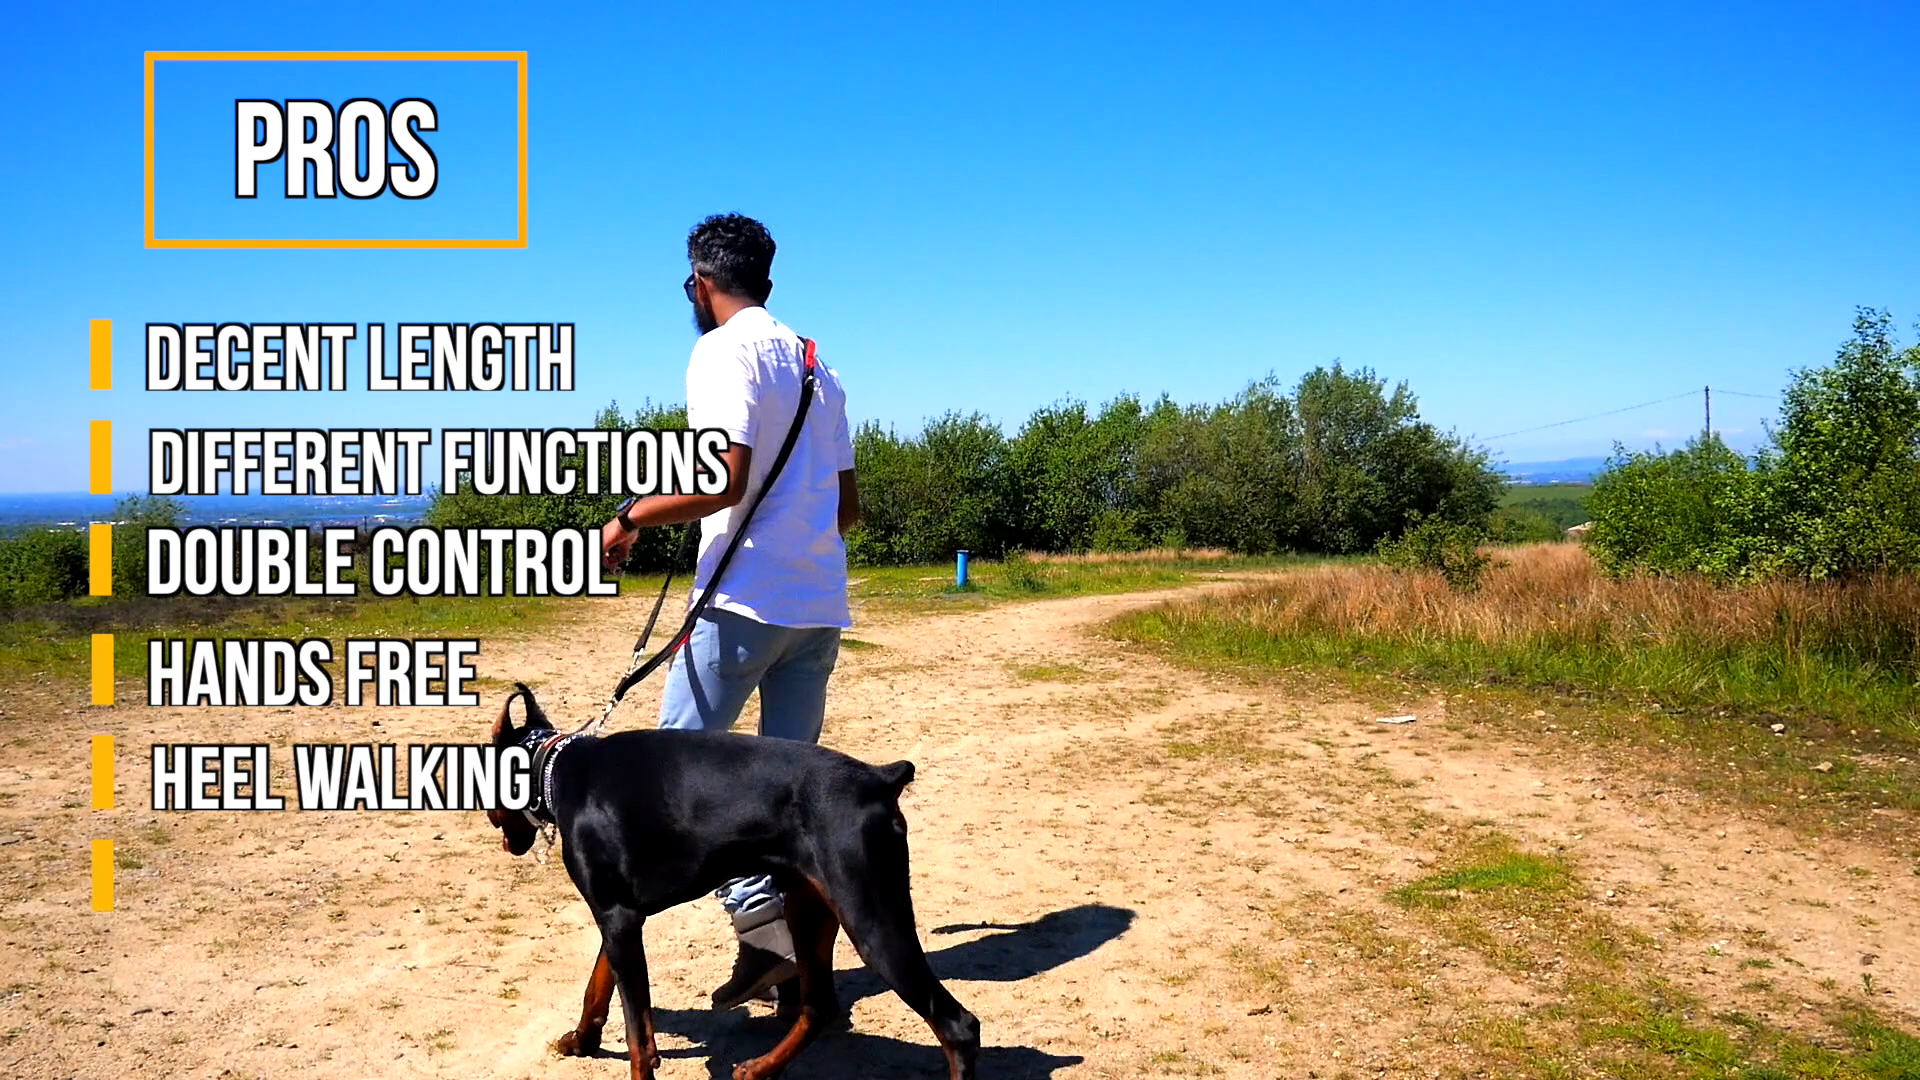 PROS
DECENT LENGTH
DIFFERENT FUNCTIONS
DOUBLE CONTROL
HANDS FREE
HEEL WALKING